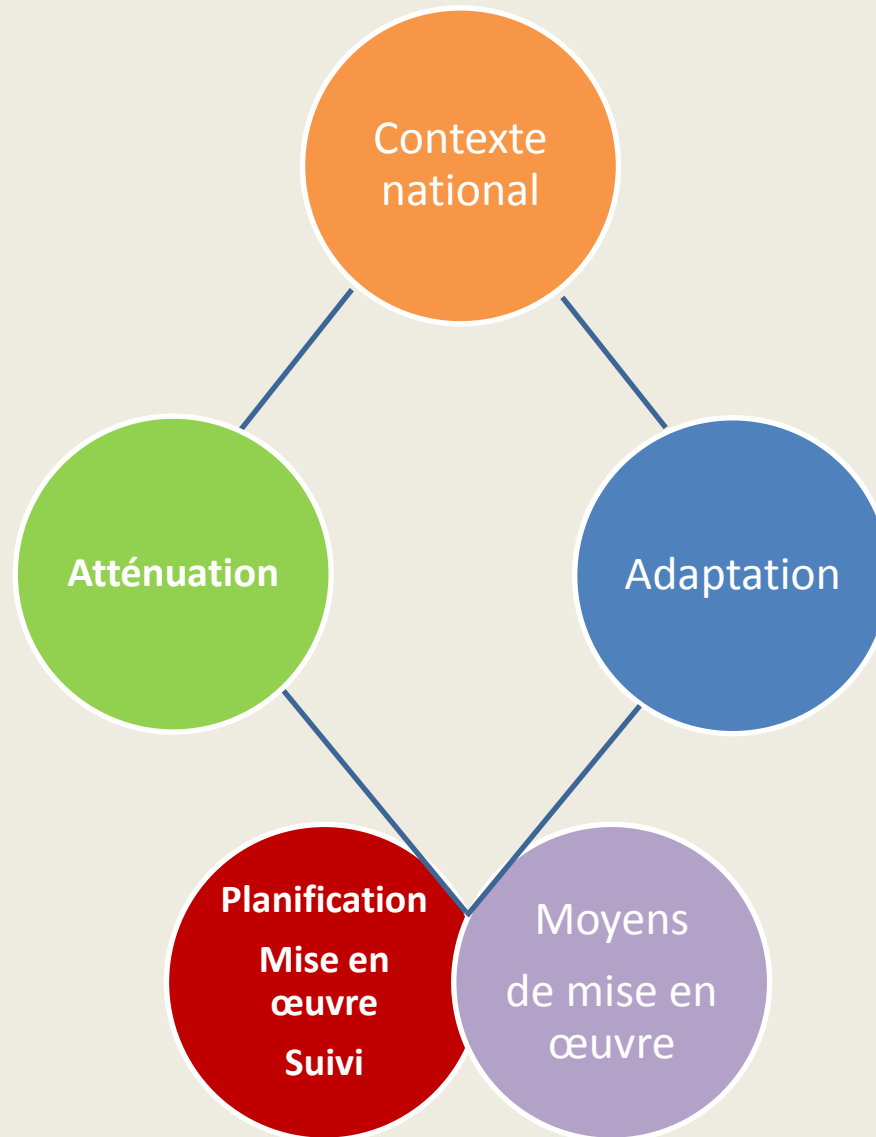 Contexte
national
Atténuation
Adaptation
Planification
Mise en
œuvre
Suivi
Moyens
de mise en
œuvre